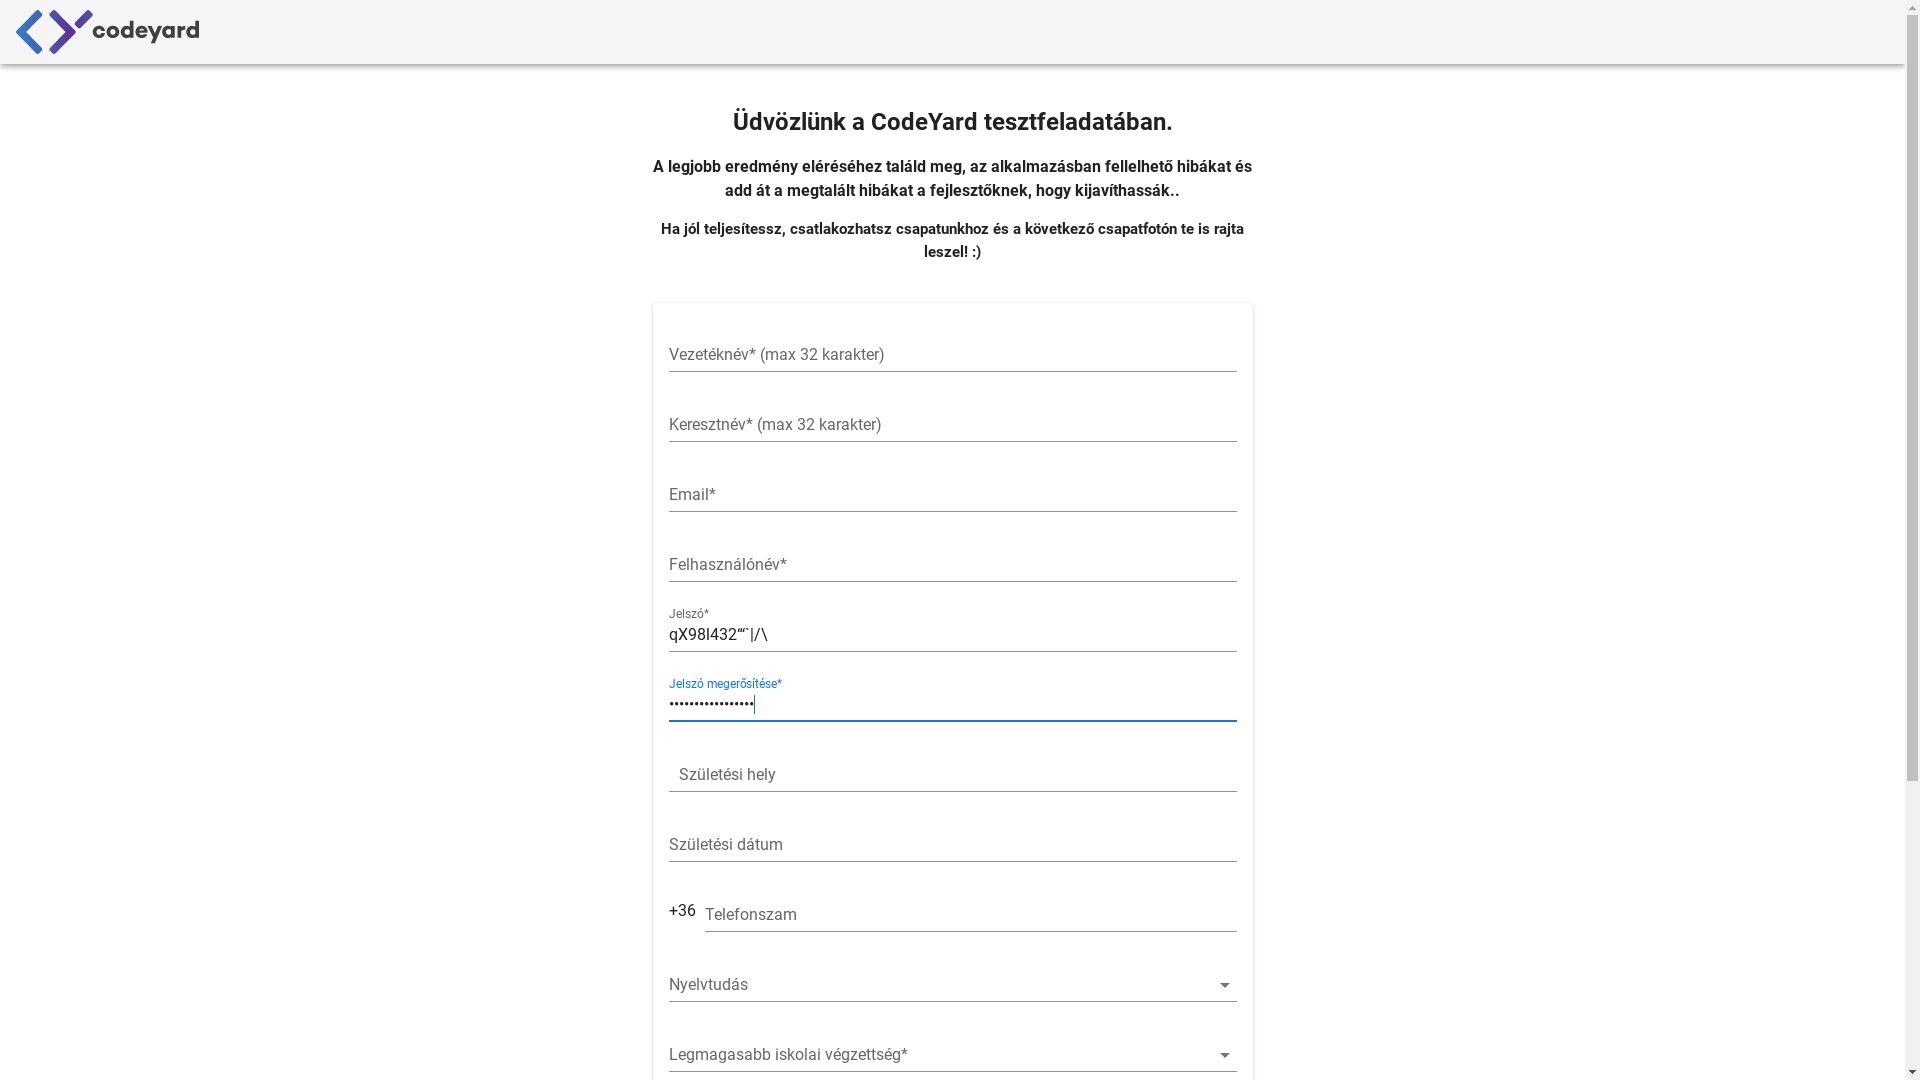 codeyard
Üdvözlünk a CodeYard tesztfeladatában.
A legjobb eredmény eléréséhez találd meg, az alkalmazásban fellelhető hibákat és
add át a megtalált hibákat a fejlesztőknek, hogy kijavíthassák..
Ha jól teljesítessz, csatlakozhatsz csapatunkhoz és a következő csapatfotón te is rajta
leszel! :)
Vezetéknév* (max 32 karakter)
Keresztnév* (max 32 karakter)
Email*
Felhasználónév*
Jelszó*
qX98l432“‘`|/\
Jelszó megerősítése*
•••••••••••••••••
Születési hely
Születési dátum
+36 Telefonszam
Nyelvtudás
Legmagasabb iskolai végzettség*